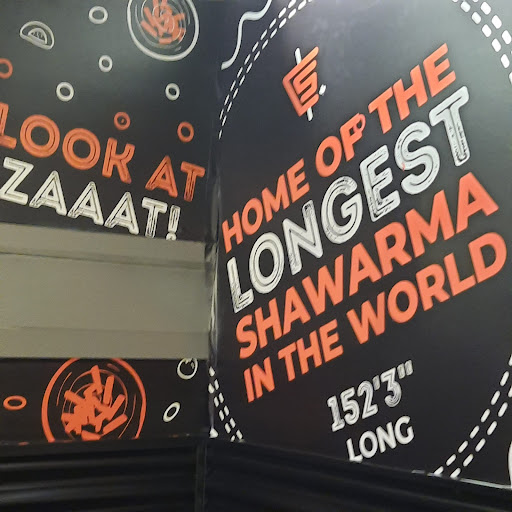 LOOK AT
ZAAAT!
HOME OF THE
LONGEST
SHAWARMA
IN THE WORLD
152'3"
LONG